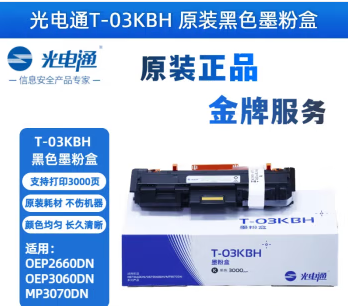 光电通T-03KBH 原装黑色墨粉盒
光电通
信息安全产品专家
原装正品
金牌服务
T-03KBH
黑色墨粉盒
支持打印3000页
原装耗材 不伤机器
颜色均匀 长久清晰
适用：
OEP2660DN
OEP3060DN
MP3070DN
光电通
T-03KBH
墨粉盒
K 3000